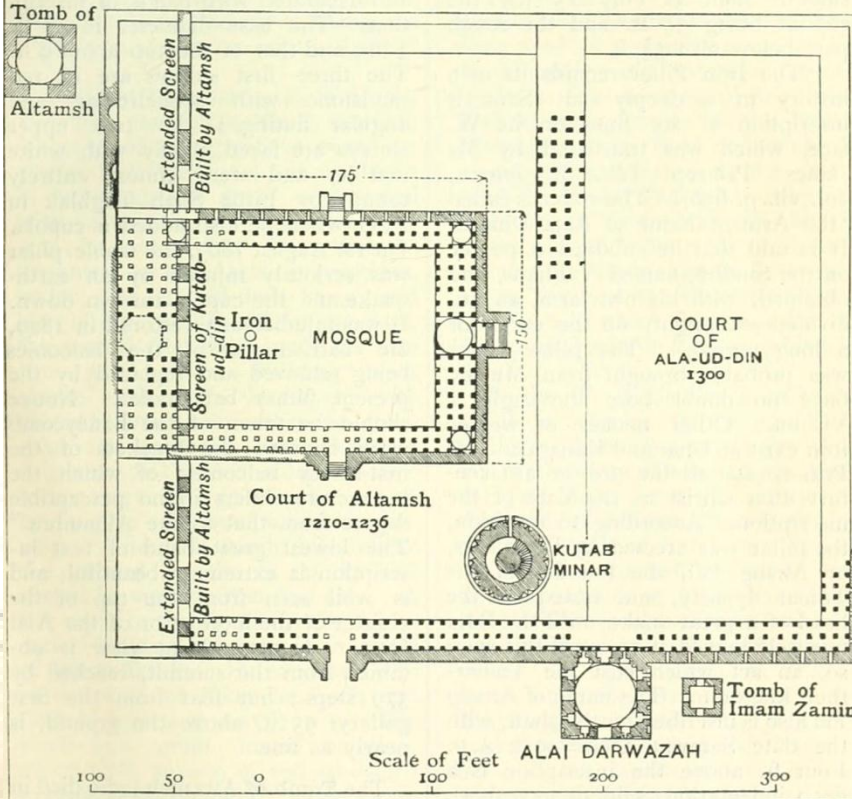 Tomb of
Altamsh
Extended Screen
Built by Altamsh
175'
Screen of Kutab-
ud-din
Iron
Pillar
MOSQUE
150'
COURT
OF
ALA-UD-DIN
1300
Court of Altamsh
1210-1236
Extended Screen
Built by Altamsh
KUTAB
MINAR
Tomb of
Imam Zamin
ALAI DARWAZAH
Scale of Feet
100 50 0 100 200 300